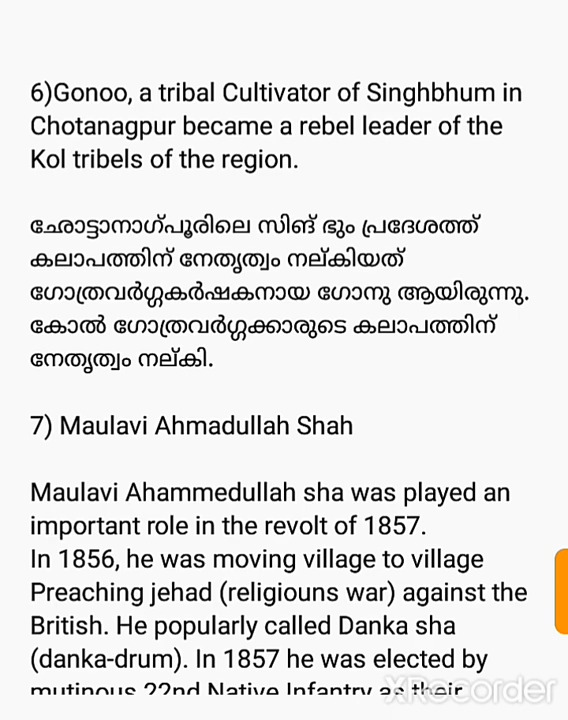 6)Gonoo, a tribal Cultivator of Singhbhum in
Chotanagpur became a rebel leader of the
Kol tribels of the region.
ഛോട്ടാനാഗ്പൂരിലെ സിങ് ഭും പ്രദേശത്ത്
കലാപത്തിന് നേതൃത്വം നല്കിയത്
ഗോത്രവർഗ്ഗകർഷകനായ ഗോനു ആയിരുന്നു.
കോൽ ഗോത്രവർഗ്ഗക്കാരുടെ കലാപത്തിന്
നേതൃത്വം നല്കി.
7) Maulavi Ahmadullah Shah
Maulavi Ahammedullah sha was played an
important role in the revolt of 1857.
In 1856, he was moving village to village
Preaching jehad (religiouns war) against the
British. He popularly called Danka sha
(danka-drum). In 1857 he was elected by
mutinous 22nd Native Infantry as their
XRecorder